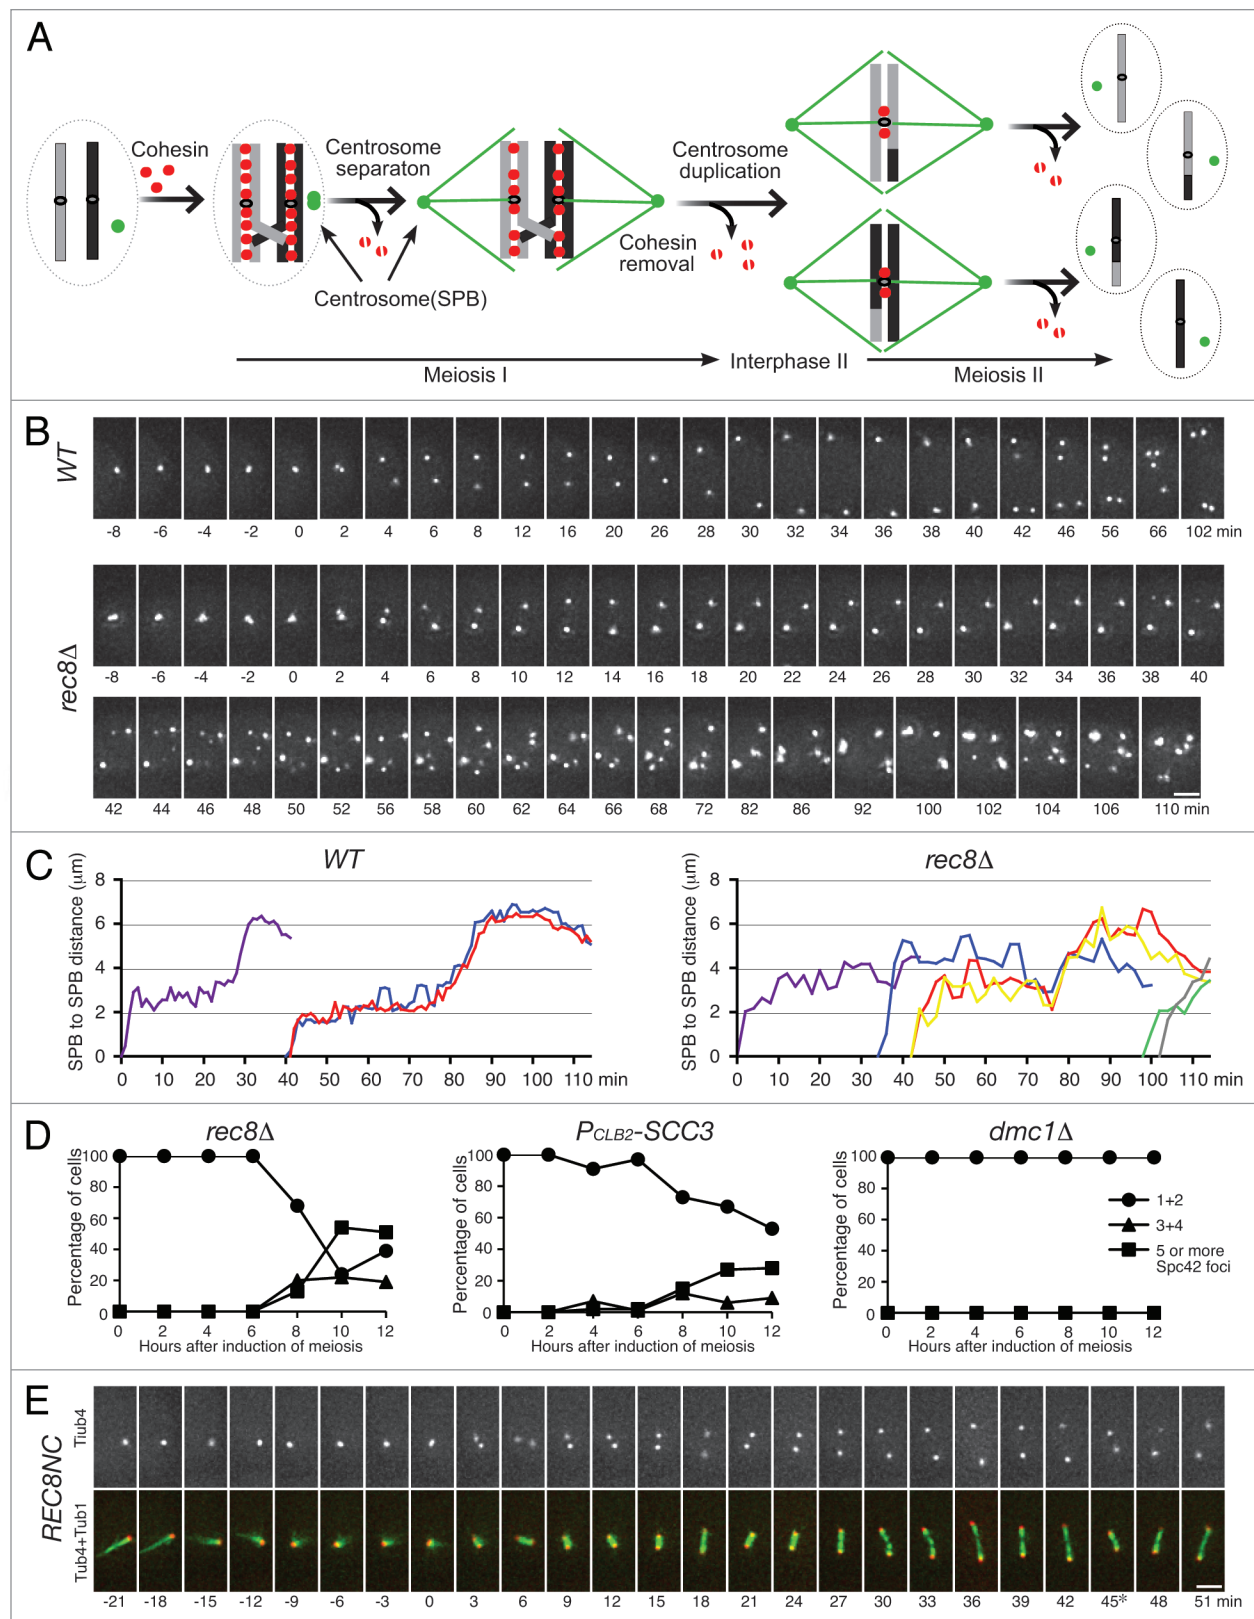 A
Cohesin
Centrosome
separaton
Centrosome
duplication
Cohesin
removal
Centrosome(SPB)
Meiosis I
Interphase II
Meiosis II
B
WT
-8 -6 -4 -2 0 2 4 6 8 12 16 20 26 28 30 32 34 36 38 40 42 46 56 66 102 min
rec8Δ
-8 -6 -4 -2 0 2 4 6 8 10 12 14 16 18 20 22 24 26 28 30 32 34 36 38 40
42 44 46 48 50 52 56 58 60 62 64 66 68 72 82 86 92 100 102 104 106 110 min
C
WT
SPB to SPB distance (μm)
8
6
4
2
0
0 10 20 30 40 50 60 70 80 90 100 110 min
rec8Δ
SPB to SPB distance (μm)
8
6
4
2
0
0 10 20 30 40 50 60 70 80 90 100 110 min
D
rec8Δ
Percentage of cells
100
80
60
40
20
0
0 2 4 6 8 10 12
Hours after induction of meiosis
PCLB2-SCC3
Percentage of cells
100
80
60
40
20
0
0 2 4 6 8 10 12
Hours after induction of meiosis
dmc1Δ
Percentage of cells
100
80
60
40
20
0
0 2 4 6 8 10 12
Hours after induction of meiosis
1+2
3+4
5 or more
Spc42 foci
E
REC8NC
Tiub4
Tub4+Tub1
-21 -18 -15 -12 -9 -6 -3 0 3 6 9 12 15 18 21 24 27 30 33 36 39 42 45* 48 51 min